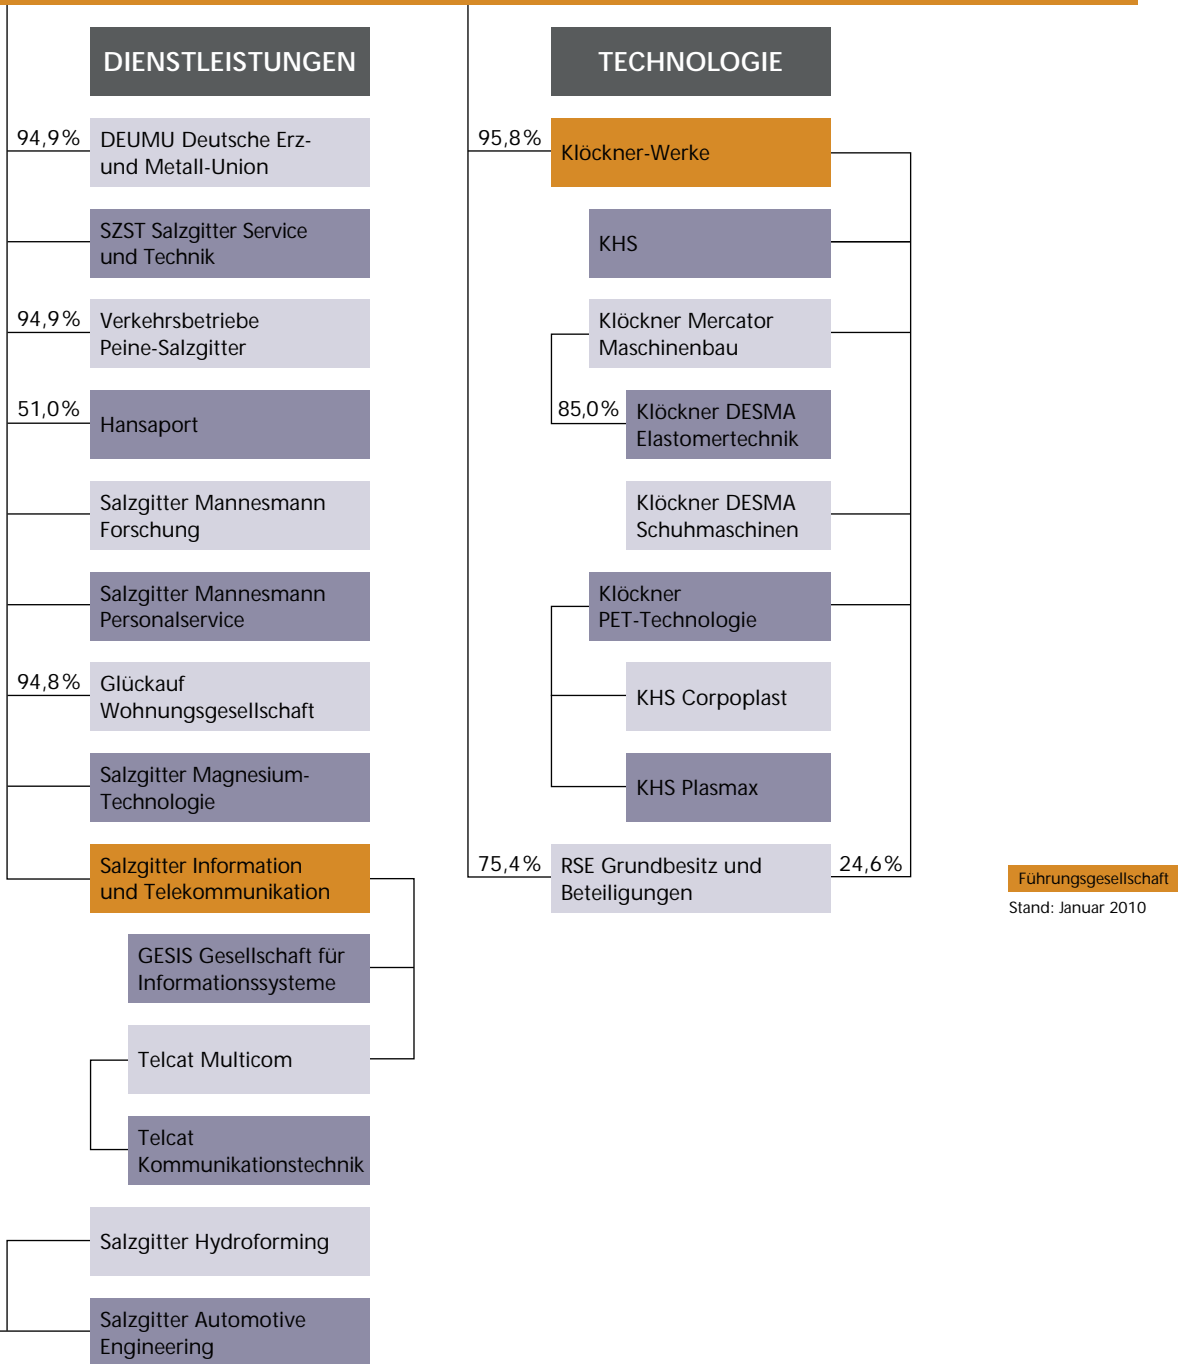 DIENSTLEISTUNGEN
94,9%
DEUMU Deutsche Erz-
und Metall-Union
SZST Salzgitter Service
und Technik
94,9%
Verkehrsbetriebe
Peine-Salzgitter
51,0%
Hansaport
Salzgitter Mannesmann
Forschung
Salzgitter Mannesmann
Personalservice
94,8%
Glückauf
Wohnungsgesellschaft
Salzgitter Magnesium-
Technologie
Salzgitter Information
und Telekommunikation
GESIS Gesellschaft für
Informationssysteme
Telcat Multicom
Telcat
Kommunikationstechnik
Salzgitter Hydroforming
Salzgitter Automotive
Engineering
TECHNOLOGIE
95,8%
Klöckner-Werke
KHS
Klöckner Mercator
Maschinenbau
85,0%
Klöckner DESMA
Elastomertechnik
Klöckner DESMA
Schuhmaschinen
Klöckner
PET-Technologie
KHS Corpoplast
KHS Plasmax
75,4%
RSE Grundbesitz und
Beteiligungen
24,6%
Führungsgesellschaft
Stand: Januar 2010